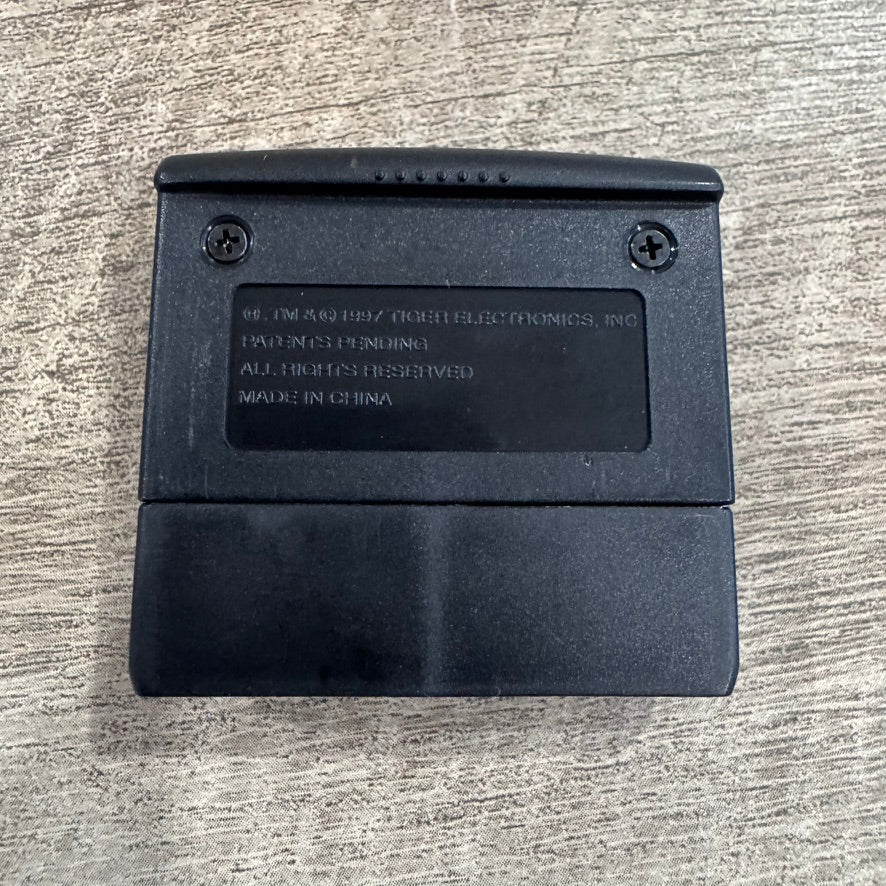 ®, TM & © 1997 TIGER ELECTRONICS, INC
PATENTS PENDING
ALL RIGHTS RESERVED
MADE IN CHINA